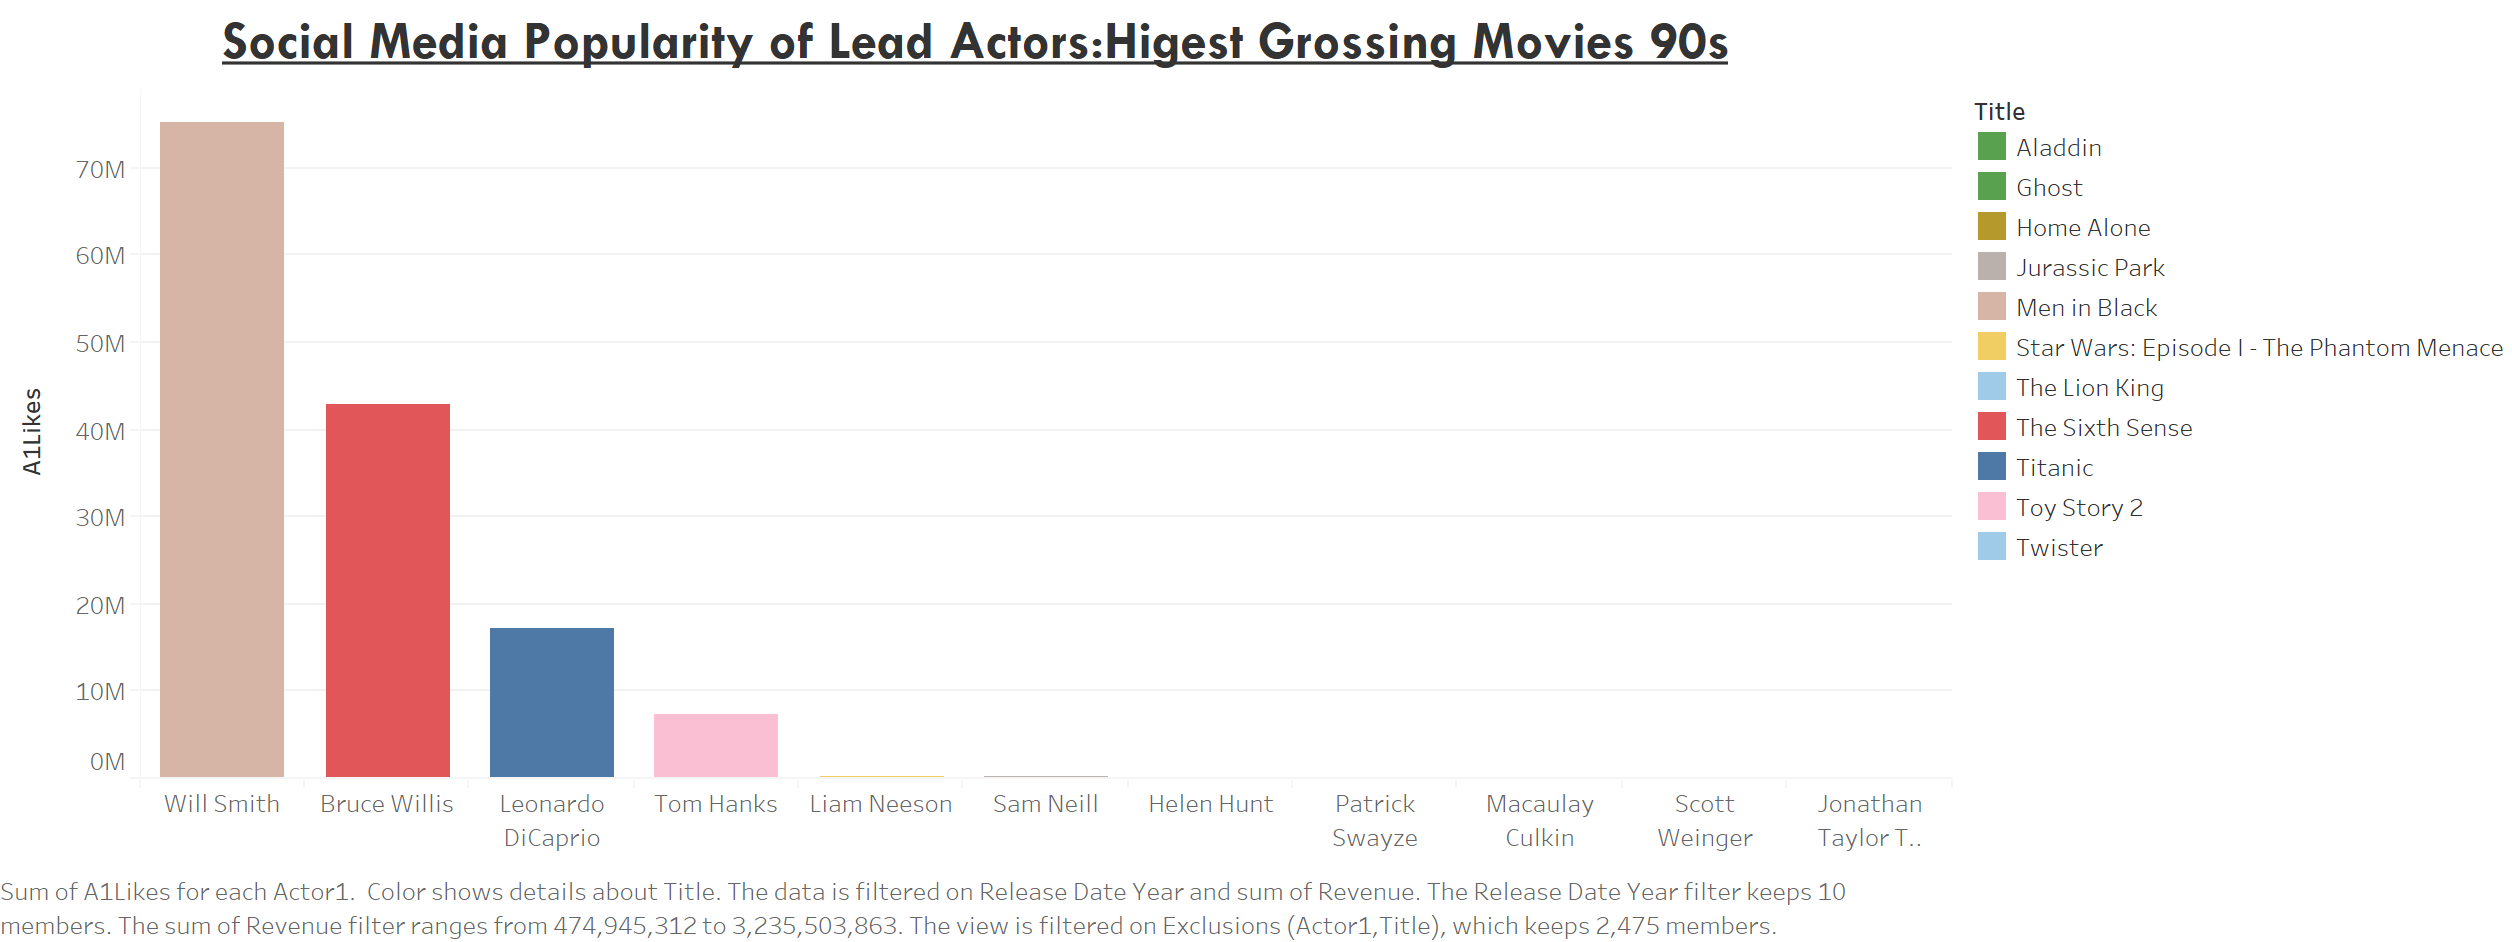 Social Media Popularity of Lead Actors:Higest Grossing Movies 90s
A1Likes
70M
60M
50M
40M
30M
20M
10M
0M
Will Smith
Bruce Willis
Leonardo
DiCaprio
Tom Hanks
Liam Neeson
Sam Neill
Helen Hunt
Patrick
Swayze
Macaulay
Culkin
Scott
Weinger
Jonathan
Taylor T..
Title
Aladdin
Ghost
Home Alone
Jurassic Park
Men in Black
Star Wars: Episode I - The Phantom Menace
The Lion King
The Sixth Sense
Titanic
Toy Story 2
Twister
Sum of A1Likes for each Actor1.  Color shows details about Title. The data is filtered on Release Date Year and sum of Revenue. The Release Date Year filter keeps 10
members. The sum of Revenue filter ranges from 474,945,312 to 3,235,503,863. The view is filtered on Exclusions (Actor1,Title), which keeps 2,475 members.